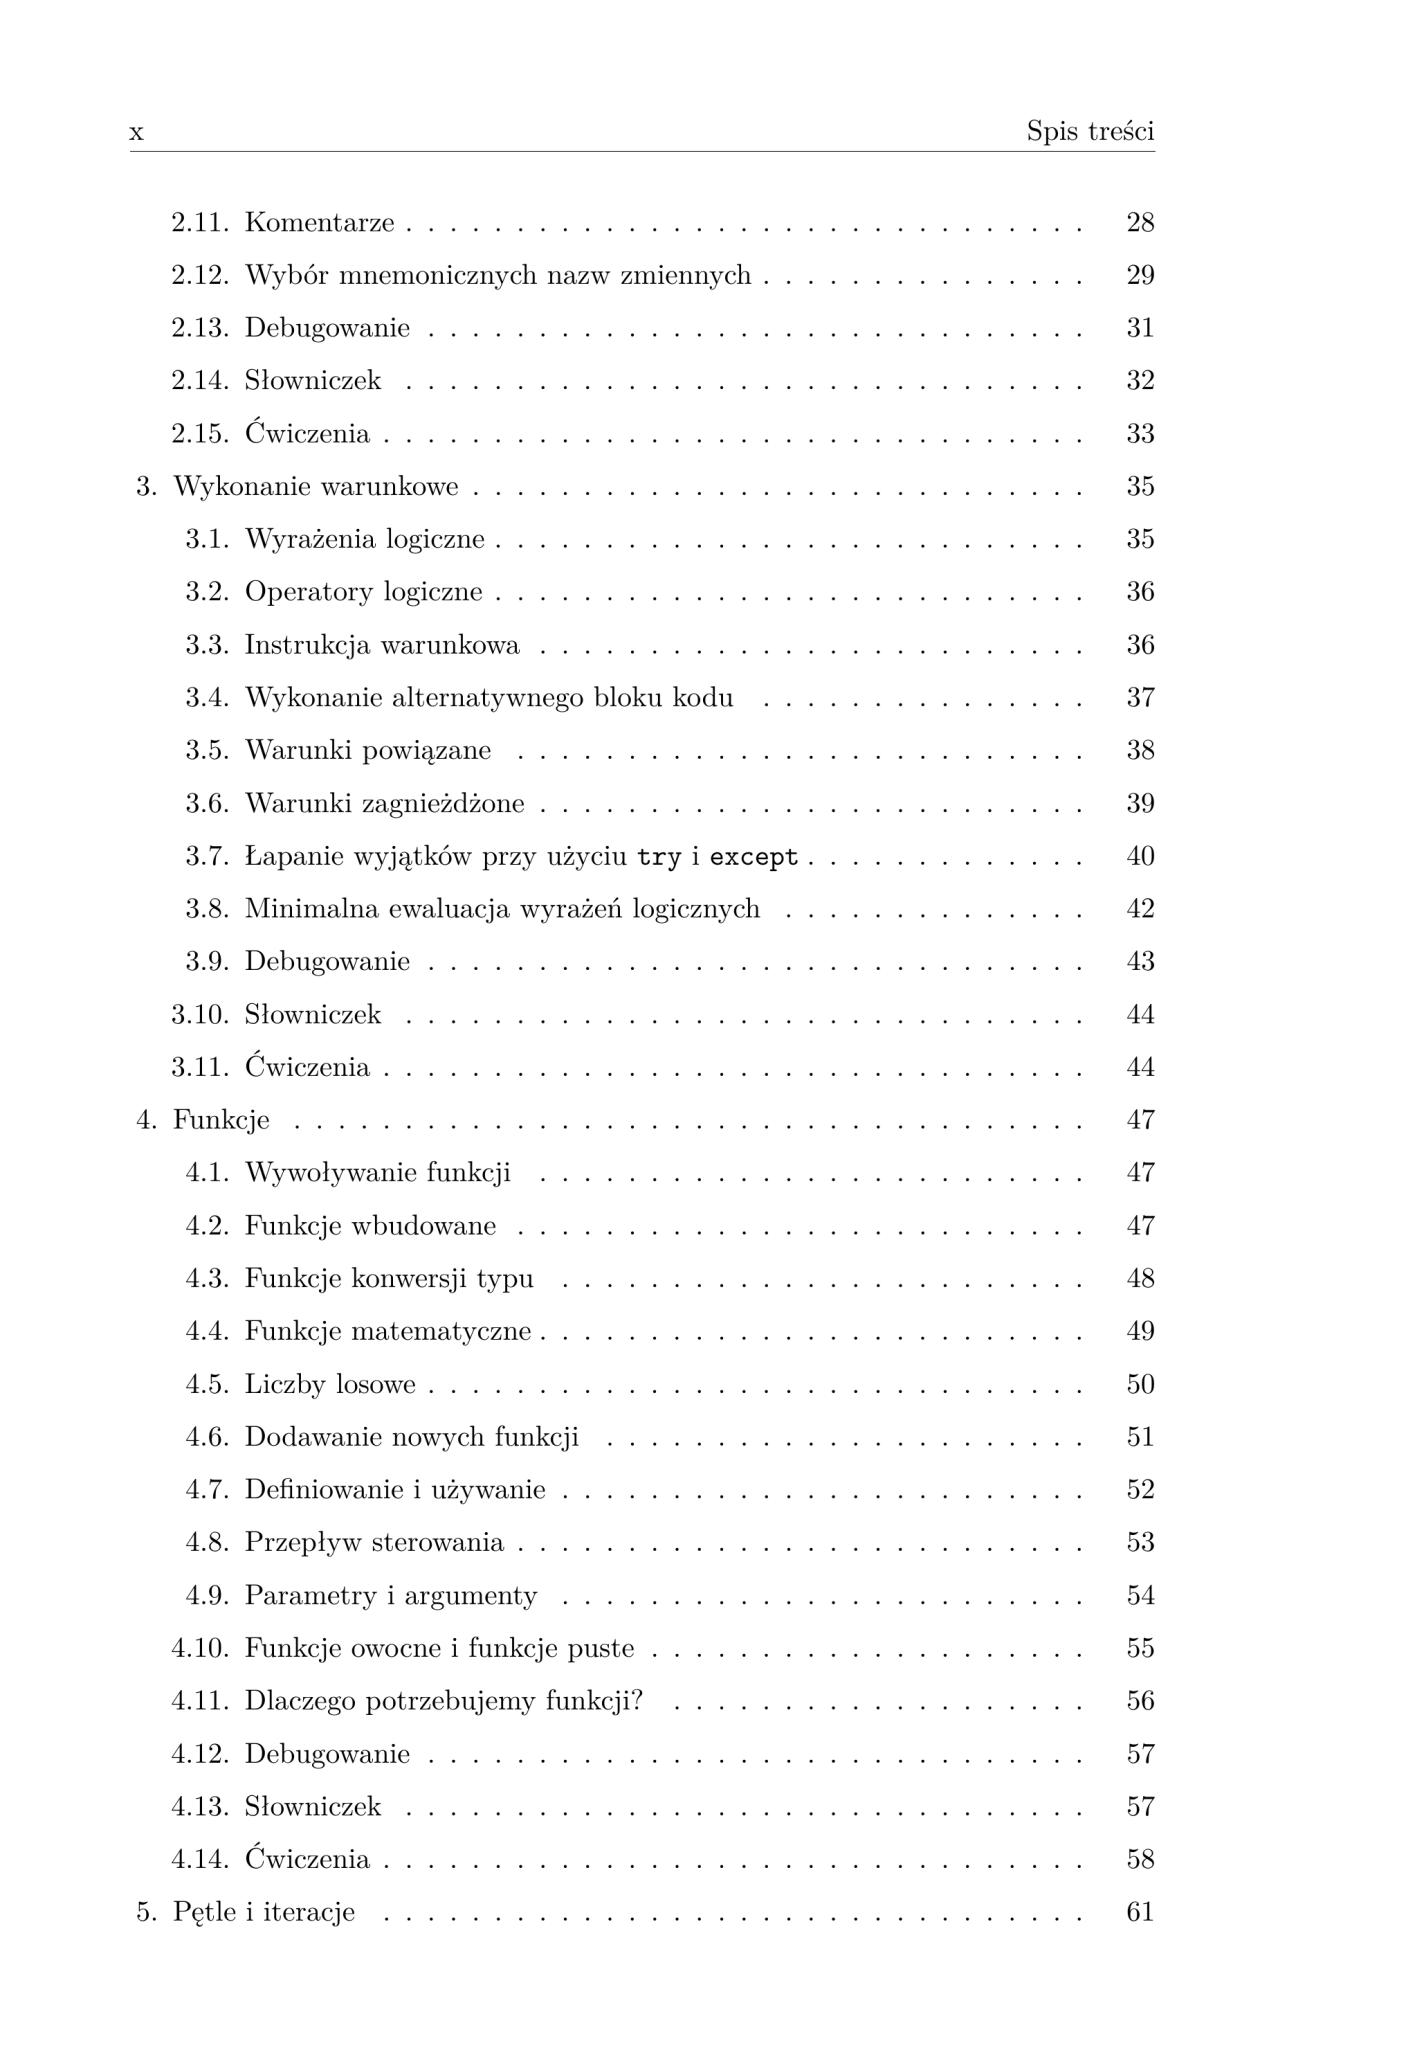 x Spis treści
2.11. Komentarze . . . . . . . . . . . . . . . . . . . . . . . . . . . . . . . 28
2.12. Wybór mnemonicznych nazw zmiennych . . . . . . . . . . . . . . . 29
2.13. Debugowanie . . . . . . . . . . . . . . . . . . . . . . . . . . . . . . 31
2.14. Słowniczek . . . . . . . . . . . . . . . . . . . . . . . . . . . . . . . 32
2.15. Ćwiczenia . . . . . . . . . . . . . . . . . . . . . . . . . . . . . . . . 33
3. Wykonanie warunkowe . . . . . . . . . . . . . . . . . . . . . . . . . . . . 35
3.1. Wyrażenia logiczne . . . . . . . . . . . . . . . . . . . . . . . . . . . 35
3.2. Operatory logiczne . . . . . . . . . . . . . . . . . . . . . . . . . . . 36
3.3. Instrukcja warunkowa . . . . . . . . . . . . . . . . . . . . . . . . . 36
3.4. Wykonanie alternatywnego bloku kodu . . . . . . . . . . . . . . . 37
3.5. Warunki powiązane . . . . . . . . . . . . . . . . . . . . . . . . . . 38
3.6. Warunki zagnieżdżone . . . . . . . . . . . . . . . . . . . . . . . . . 39
3.7. Łapanie wyjątków przy użyciu try i except . . . . . . . . . . . . . 40
3.8. Minimalna ewaluacja wyrażeń logicznych . . . . . . . . . . . . . . 42
3.9. Debugowanie . . . . . . . . . . . . . . . . . . . . . . . . . . . . . . 43
3.10. Słowniczek . . . . . . . . . . . . . . . . . . . . . . . . . . . . . . . 44
3.11. Ćwiczenia . . . . . . . . . . . . . . . . . . . . . . . . . . . . . . . . 44
4. Funkcje . . . . . . . . . . . . . . . . . . . . . . . . . . . . . . . . . . . . 47
4.1. Wywoływanie funkcji . . . . . . . . . . . . . . . . . . . . . . . . . 47
4.2. Funkcje wbudowane . . . . . . . . . . . . . . . . . . . . . . . . . . 47
4.3. Funkcje konwersji typu . . . . . . . . . . . . . . . . . . . . . . . . 48
4.4. Funkcje matematyczne . . . . . . . . . . . . . . . . . . . . . . . . . 49
4.5. Liczby losowe . . . . . . . . . . . . . . . . . . . . . . . . . . . . . . 50
4.6. Dodawanie nowych funkcji . . . . . . . . . . . . . . . . . . . . . . 51
4.7. Definiowanie i używanie . . . . . . . . . . . . . . . . . . . . . . . . 52
4.8. Przepływ sterowania . . . . . . . . . . . . . . . . . . . . . . . . . . 53
4.9. Parametry i argumenty . . . . . . . . . . . . . . . . . . . . . . . . 54
4.10. Funkcje owocne i funkcje puste . . . . . . . . . . . . . . . . . . . . 55
4.11. Dlaczego potrzebujemy funkcji? . . . . . . . . . . . . . . . . . . . 56
4.12. Debugowanie . . . . . . . . . . . . . . . . . . . . . . . . . . . . . . 57
4.13. Słowniczek . . . . . . . . . . . . . . . . . . . . . . . . . . . . . . . 57
4.14. Ćwiczenia . . . . . . . . . . . . . . . . . . . . . . . . . . . . . . . . 58
5. Pętle i iteracje . . . . . . . . . . . . . . . . . . . . . . . . . . . . . . . . 61